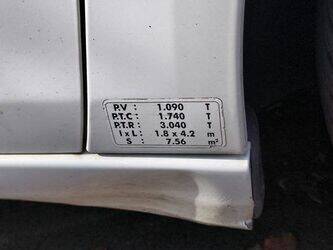 P.V : 1.090 T
P.T.C : 1.740 T
P.T.R : 3.040 T
I x L : 1.8 x 4.2 m
S : 7.56 m²